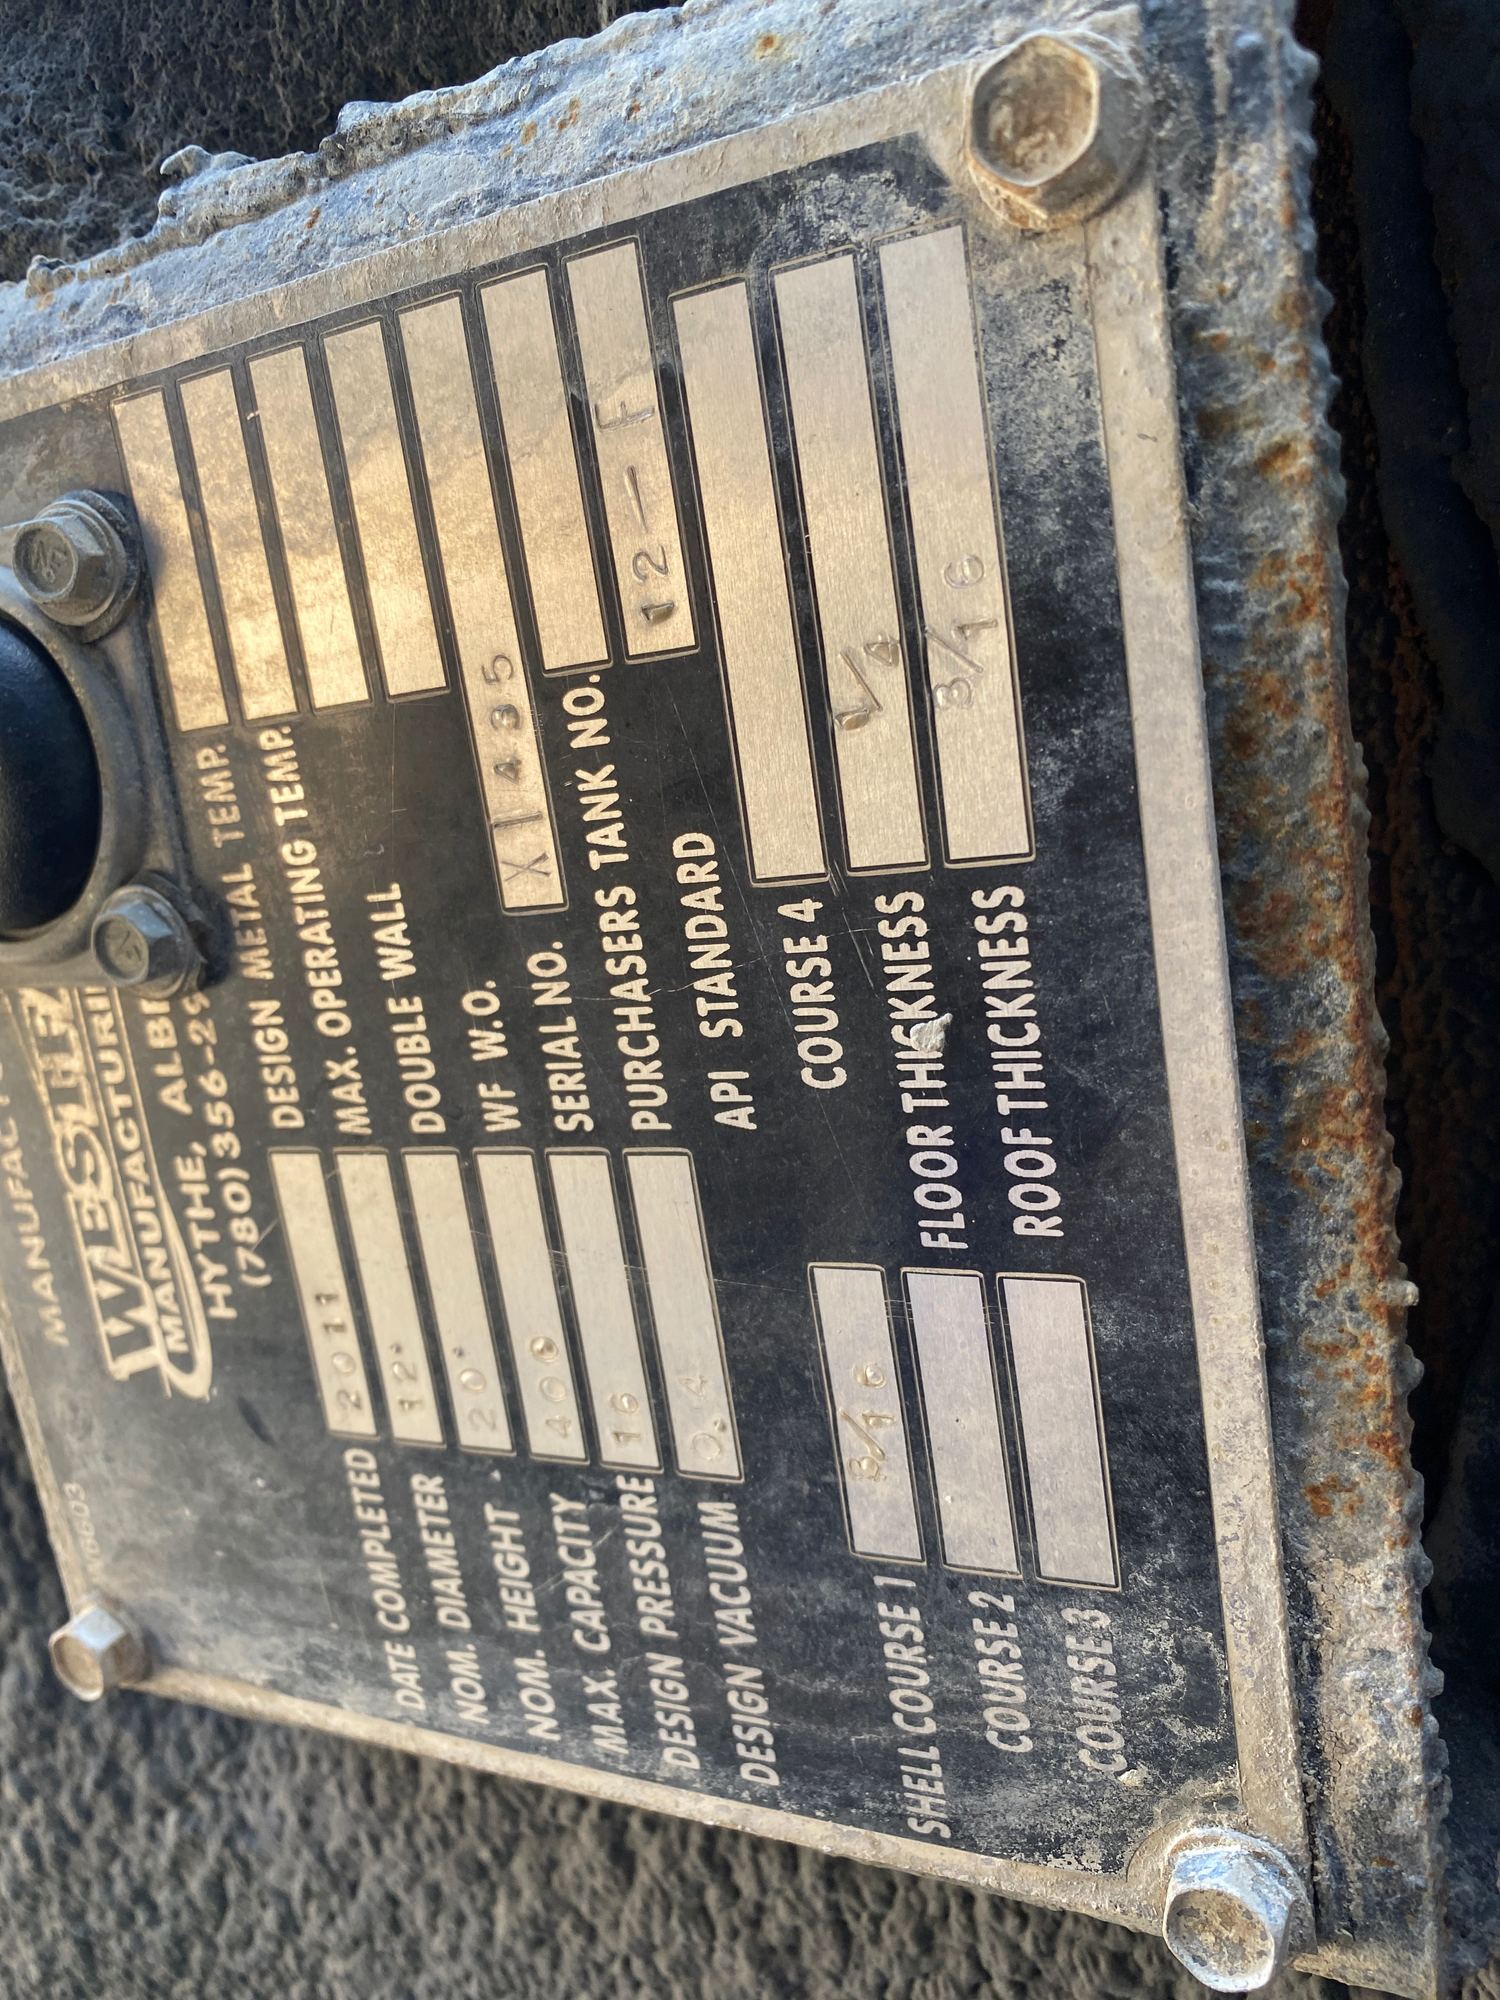 MANUFAC
WESTEEL
MANUFACTURI
HYTHE, ALBE
(780) 356-29
DATE COMPLETED 2011 DESIGN METAL TEMP.
NOM. DIAMETER 12' MAX. OPERATING TEMP.
NOM. HEIGHT 20' DOUBLE WALL
MAX. CAPACITY 400 WF W.O.
DESIGN PRESSURE 16 SERIAL NO. X1435
DESIGN VACUUM 0.4 PURCHASERS TANK NO.
API STANDARD 12-F
SHELL COURSE 1 3/16 COURSE 4
COURSE 2 FLOOR THICKNESS 1/4
COURSE 3 ROOF THICKNESS 3/16